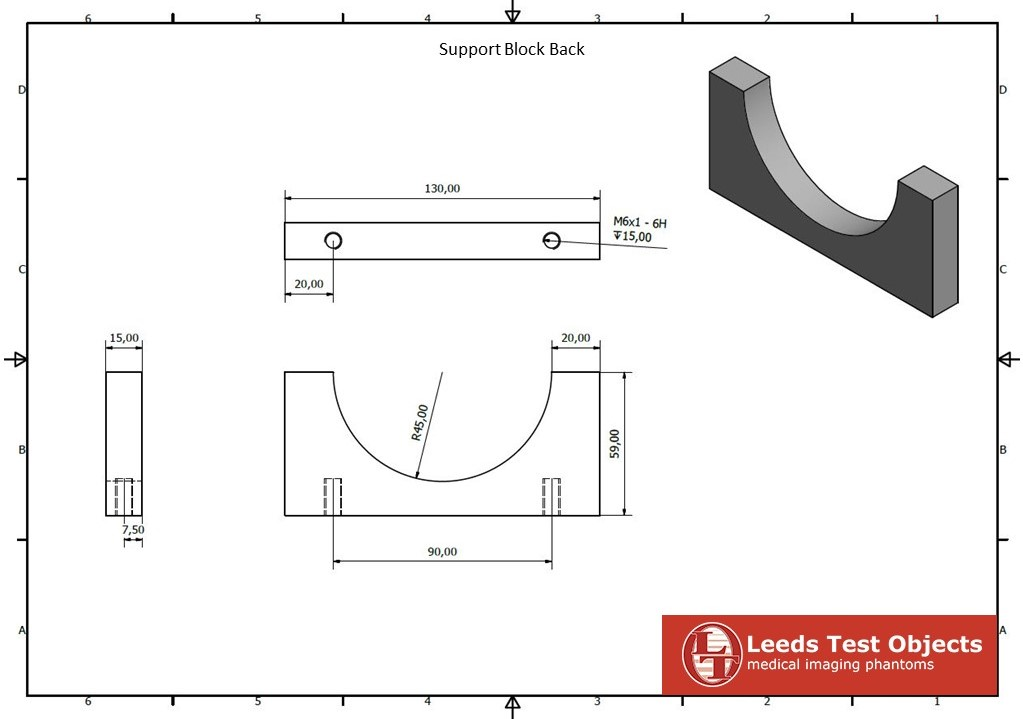 6 5 4 3 2 1
Support Block Back
D D
130,00
M6x1 - 6H
↧15,00
C C
20,00
15,00
20,00
R45,00
59,00
B B
7,50
90,00
A A
LT
Leeds Test Objects
medical imaging phantoms
6 5 4 3 2 1